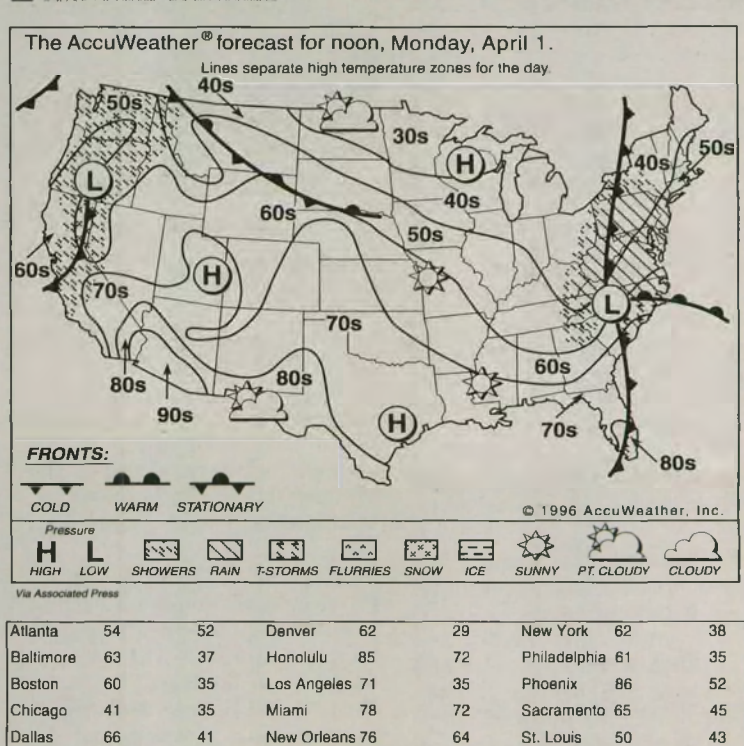 The AccuWeather® forecast for noon, Monday, April 1.
Lines separate high temperature zones for the day.
40s
50s
30s
H
50s
40s
L
40s
60s
50s
60s
H
70s
L
70s
60s
80s
80s
90s
H
70s
80s
FRONTS:
COLD WARM STATIONARY
© 1996 AccuWeather, Inc.
Pressure
H L
HIGH LOW SHOWERS RAIN T-STORMS FLURRIES SNOW ICE SUNNY PT. CLOUDY CLOUDY
Via Associated Press
Atlanta 54 52 Denver 62 29 New York 62 38
Baltimore 63 37 Honolulu 85 72 Philadelphia 61 35
Boston 60 35 Los Angeles 71 35 Phoenix 86 52
Chicago 41 35 Miami 78 72 Sacramento 65 45
Dallas 66 41 New Orleans 76 64 St. Louis 50 43